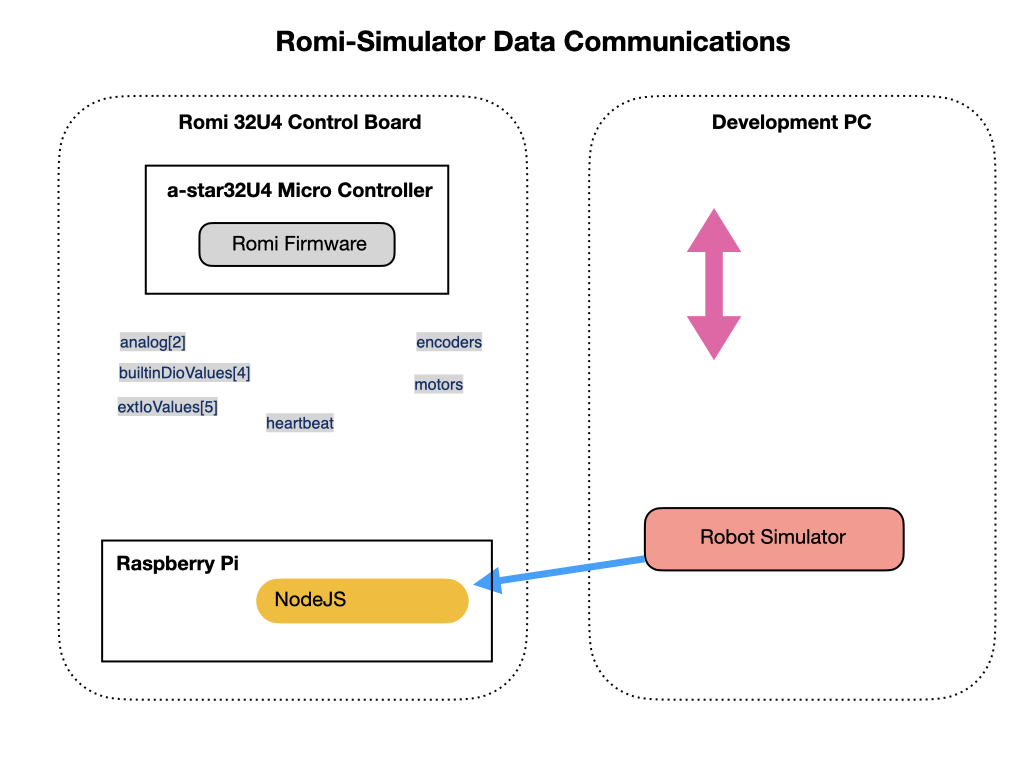 Romi-Simulator Data Communications
Romi 32U4 Control Board
Development PC
a-star32U4 Micro Controller
Romi Firmware
analog[2]
encoders
builtinDioValues[4]
motors
extIoValues[5]
heartbeat
Robot Simulator
Raspberry Pi
NodeJS